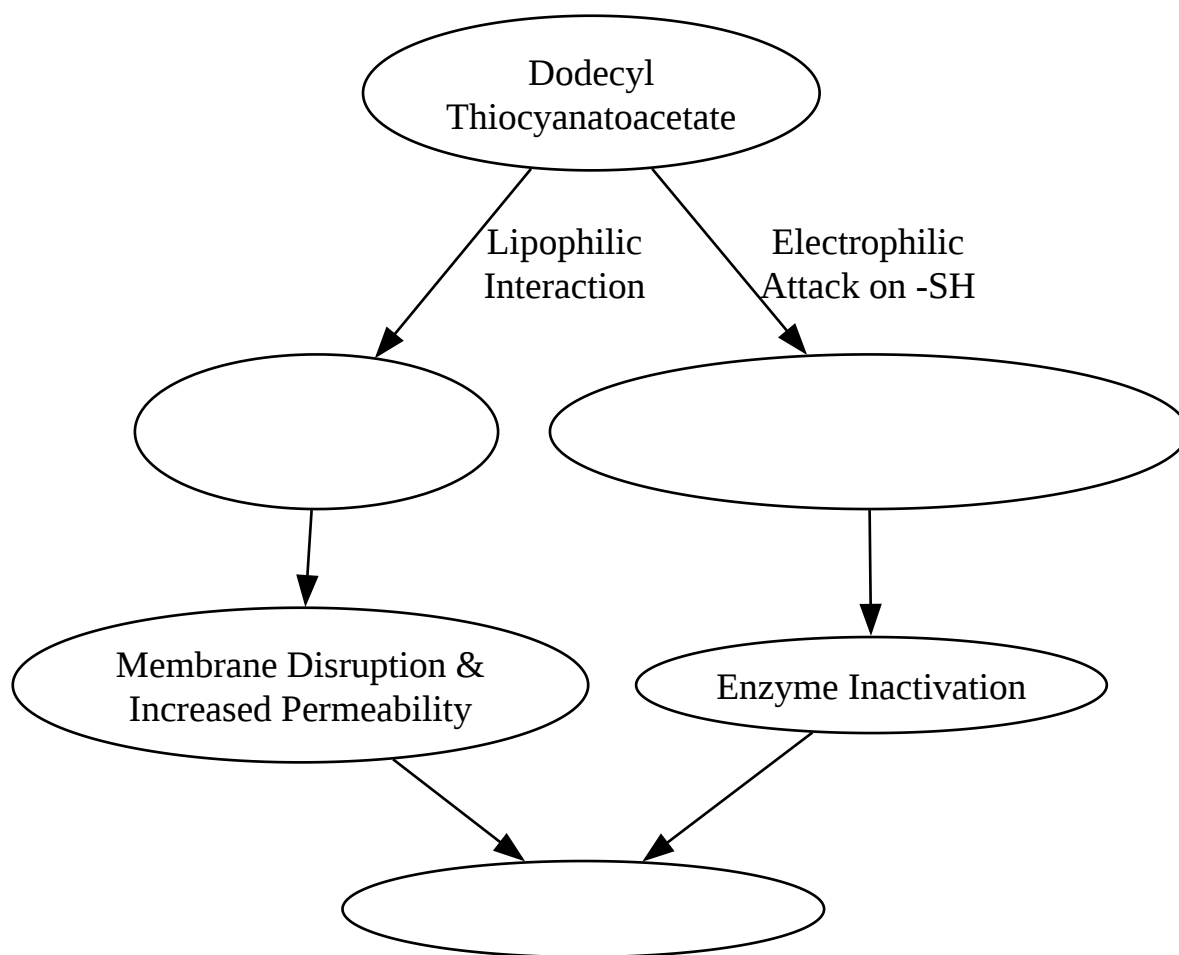 Dodecyl
Thiocyanatoacetate
Lipophilic
Interaction
Electrophilic
Attack on -SH
Membrane Disruption &
Increased Permeability
Enzyme Inactivation